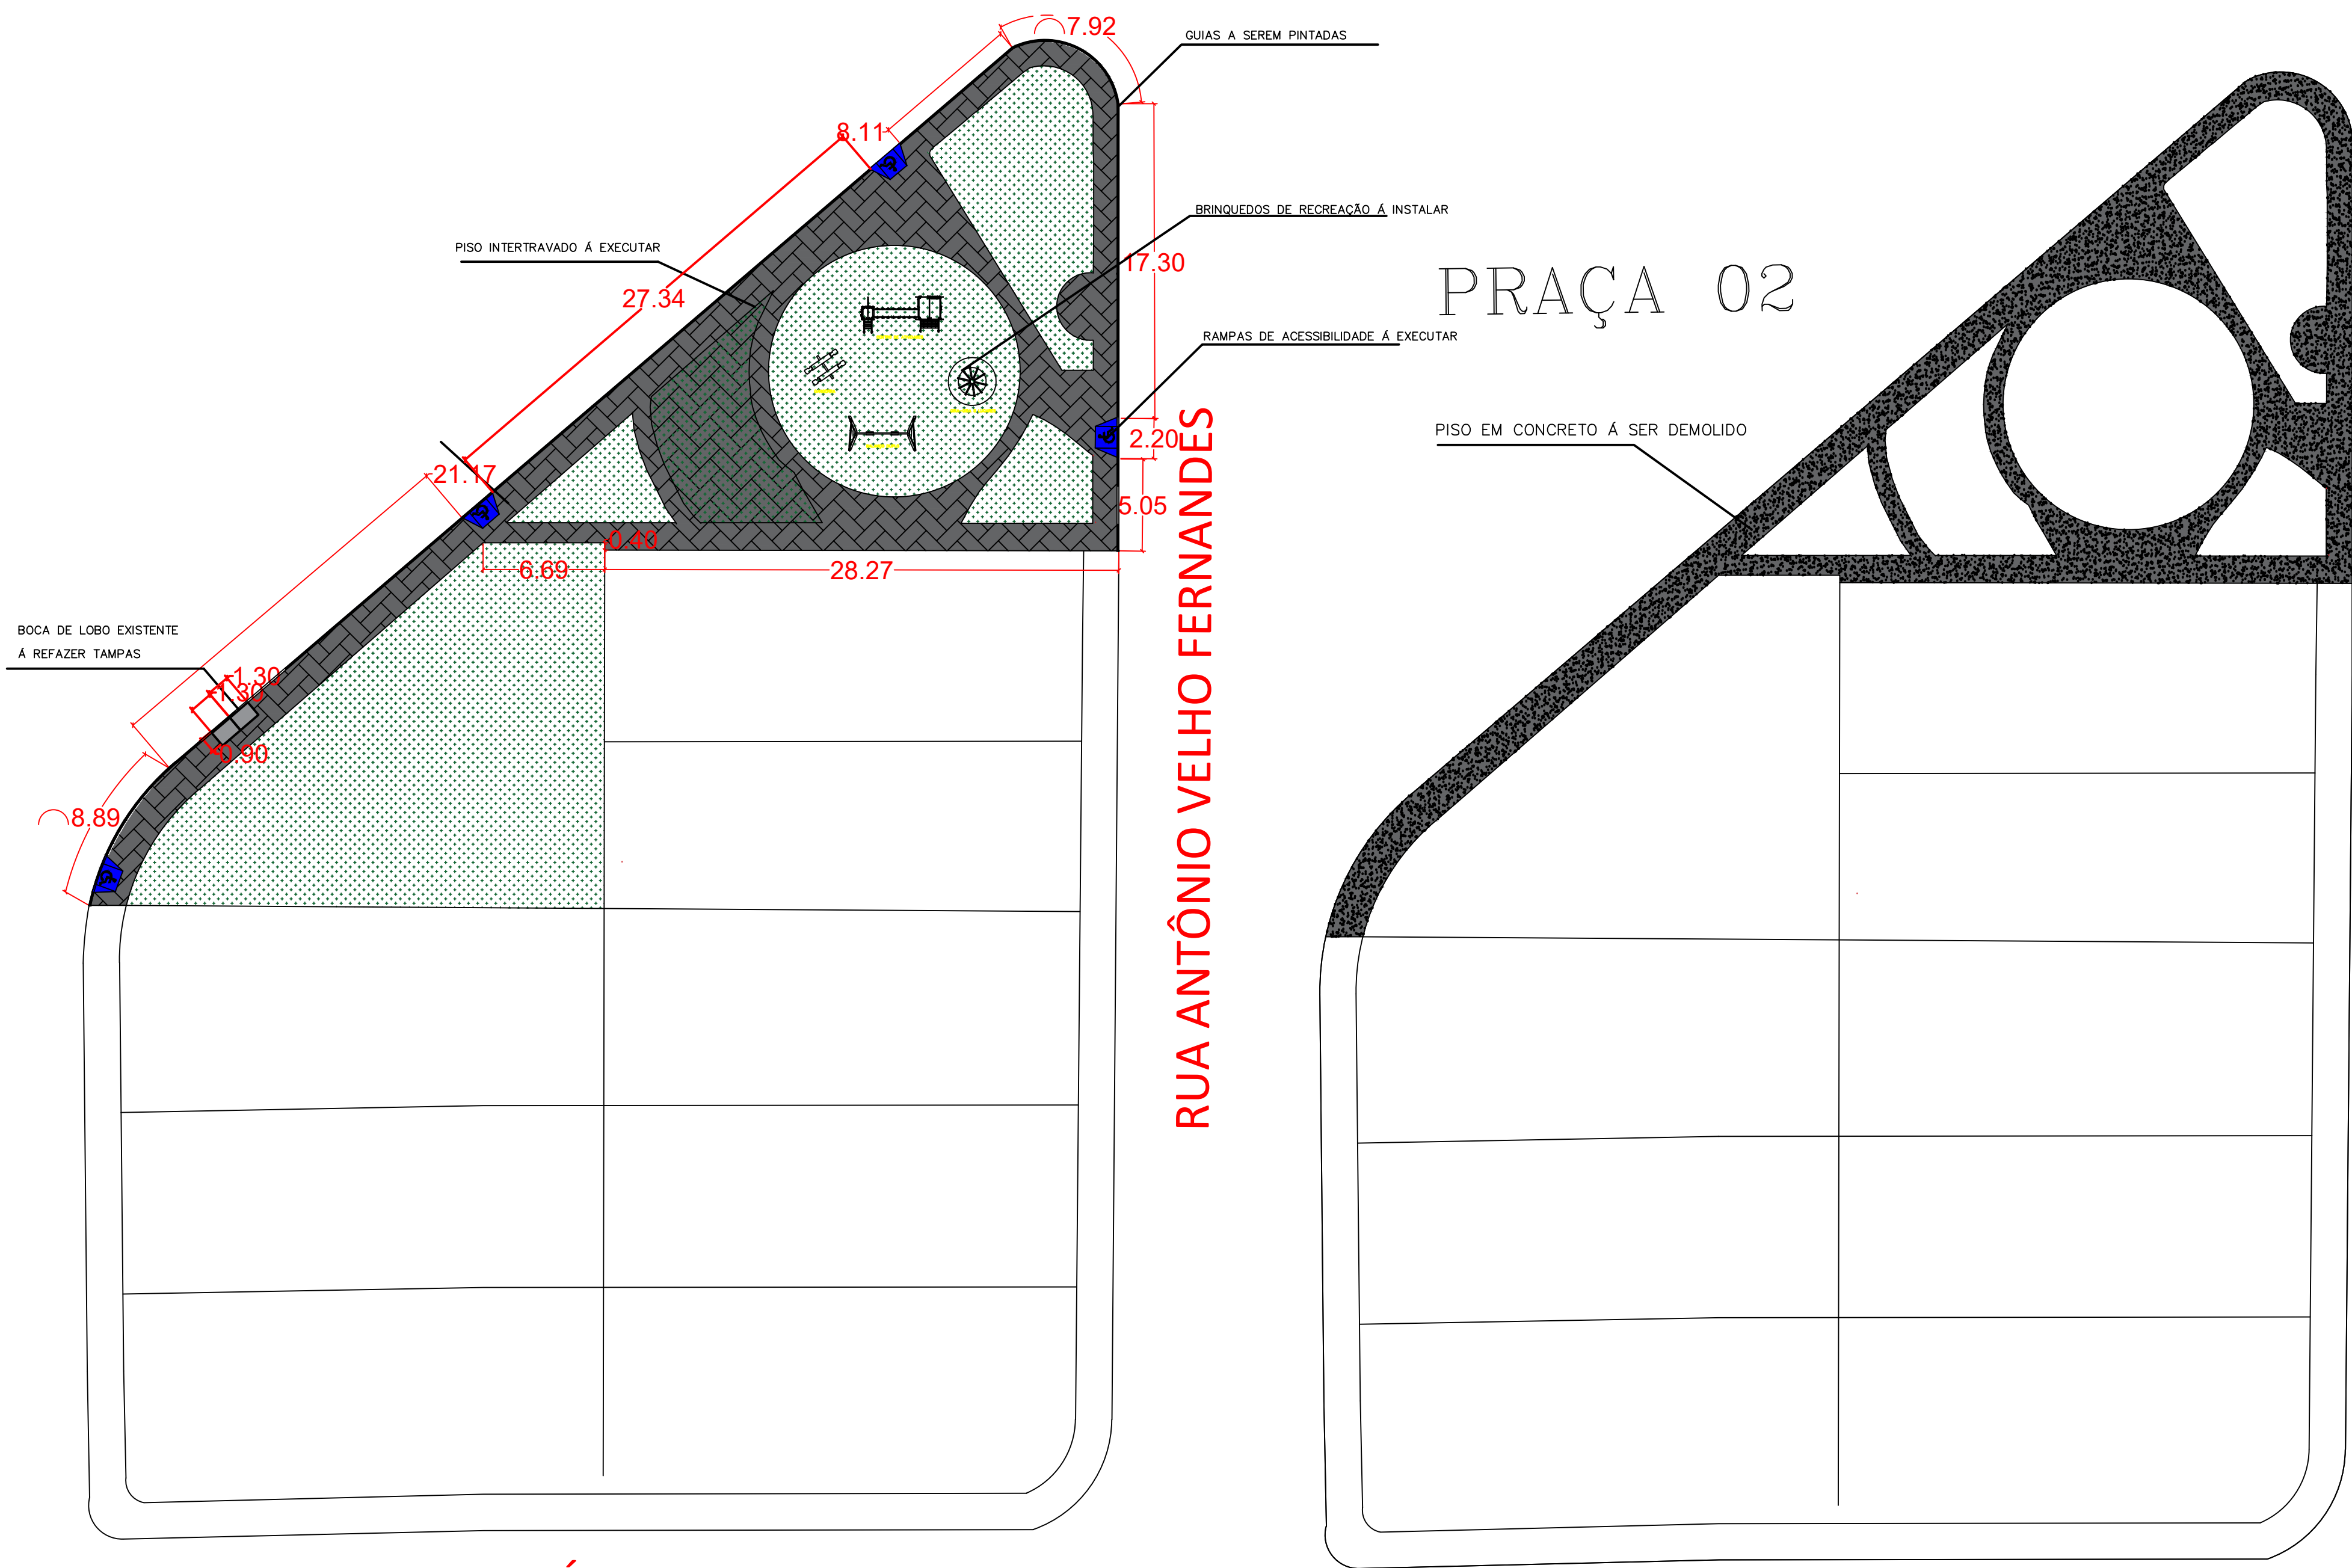 7.92
GUIAS A SEREM PINTADAS
8.11
BRINQUEDOS DE RECREAÇÃO Á INSTALAR
PISO INTERTRAVADO Á EXECUTAR
17.30
27.34
PRAÇA 02
RAMPAS DE ACESSIBILIDADE Á EXECUTAR
PISO EM CONCRETO Á SER DEMOLIDO
2.20
21.17
5.05
0.40
6.69
28.27
RUA ANTÔNIO VELHO FERNANDES
BOCA DE LOBO EXISTENTE
Á REFAZER TAMPAS
1.30
1.30
0.90
8.89